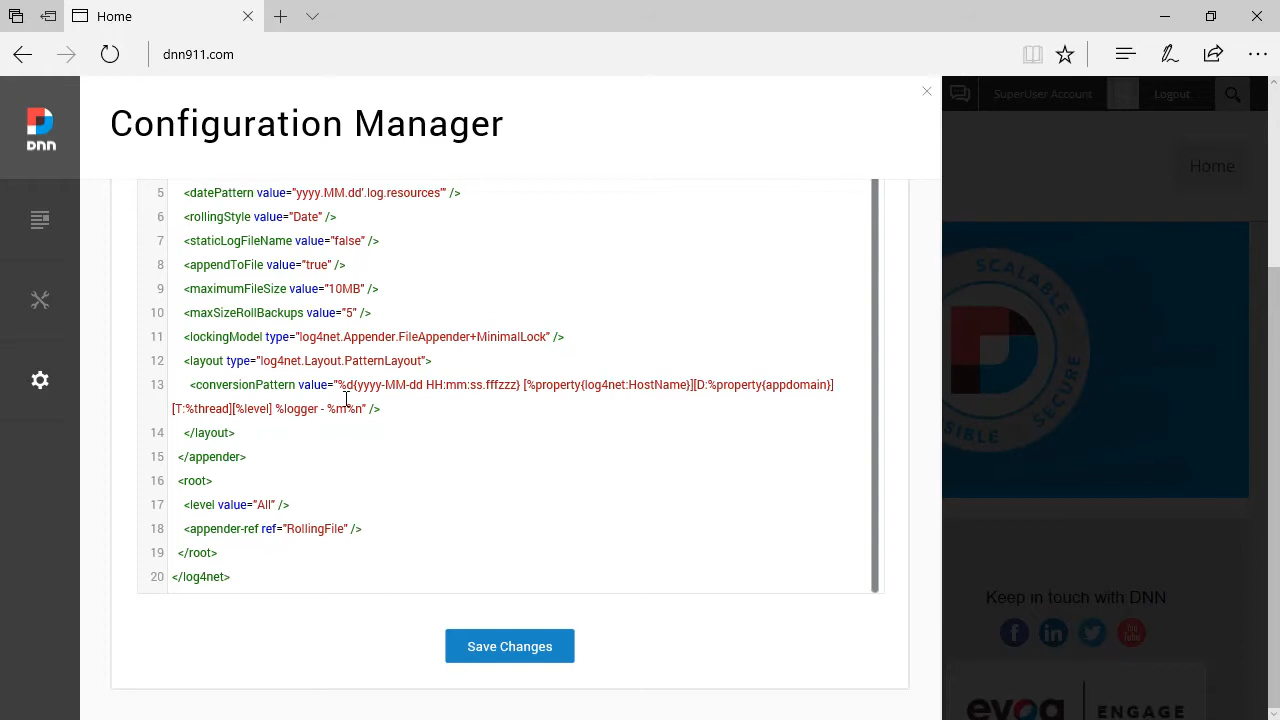 Home
dnn911.com
SuperUser Account
Logout
DNN
Configuration Manager
Home
5 <datePattern value="yyyy.MM.dd'.log.resources'" />
6 <rollingStyle value="Date" />
7 <staticLogFileName value="false" />
8 <appendToFile value="true" />
9 <maximumFileSize value="10MB" />
10 <maxSizeRollBackups value="5" />
11 <lockingModel type="log4net.Appender.FileAppender+MinimalLock" />
12 <layout type="log4net.Layout.PatternLayout">
13 <conversionPattern value="%d{yyyy-MM-dd HH:mm:ss.fffzzz} [%property{log4net:HostName}][D:%property{appdomain}]
[T:%thread][%level] %logger - %m%n" />
14 </layout>
15 </appender>
16 <root>
17 <level value="All" />
18 <appender-ref ref="RollingFile" />
19 </root>
20 </log4net>
Save Changes
SCALABLE
Keep in touch with DNN
f
in
You
Tube
evoq
ENGAGE